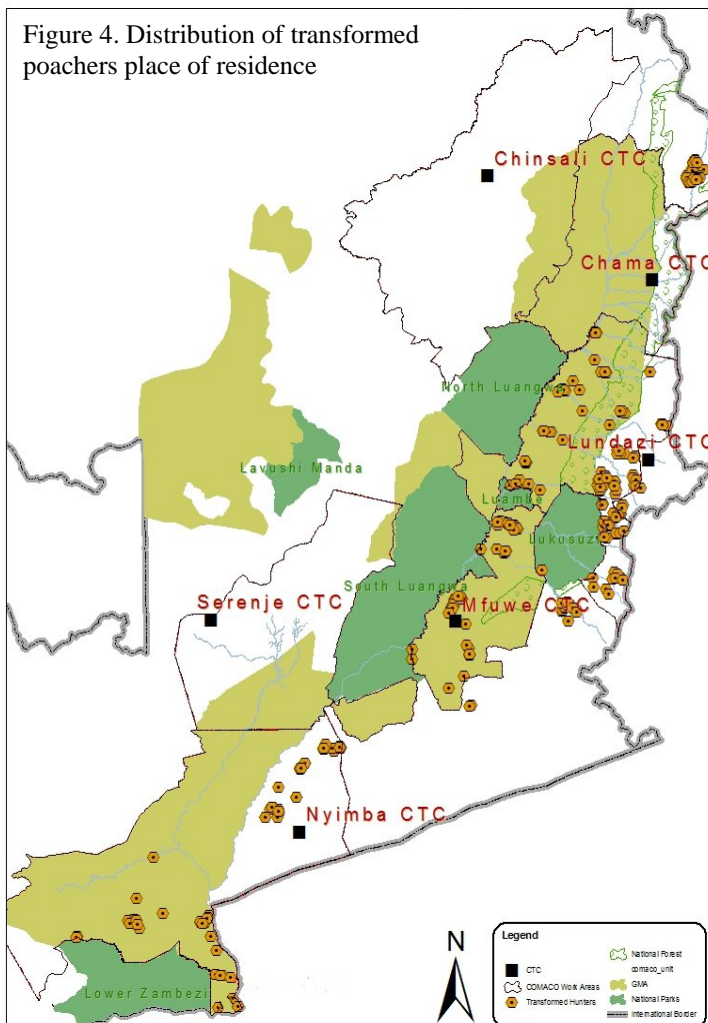 Figure 4. Distribution of transformed
poachers place of residence
Chinsali CTC
Chama CTC
North Luangwa
Lundazi CTC
Lavushi Manda
Luambe
Lukusuzi
South Luangwa
Serenje CTC
Mfuwe CTC
Nyimba CTC
Lower Zambezi
N
Legend
CTC
COMACO Work Areas
Transformed Hunters
National Forest
comaco_unit
GMA
National Parks
International Border